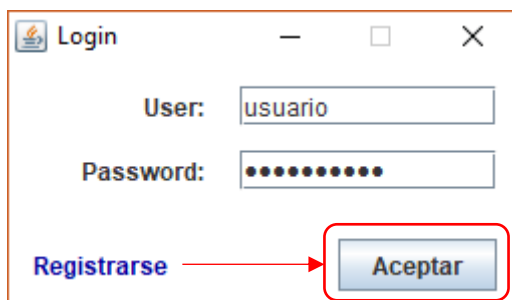 Login
User: usuario
Password: ••••••••••
Registrarse Aceptar